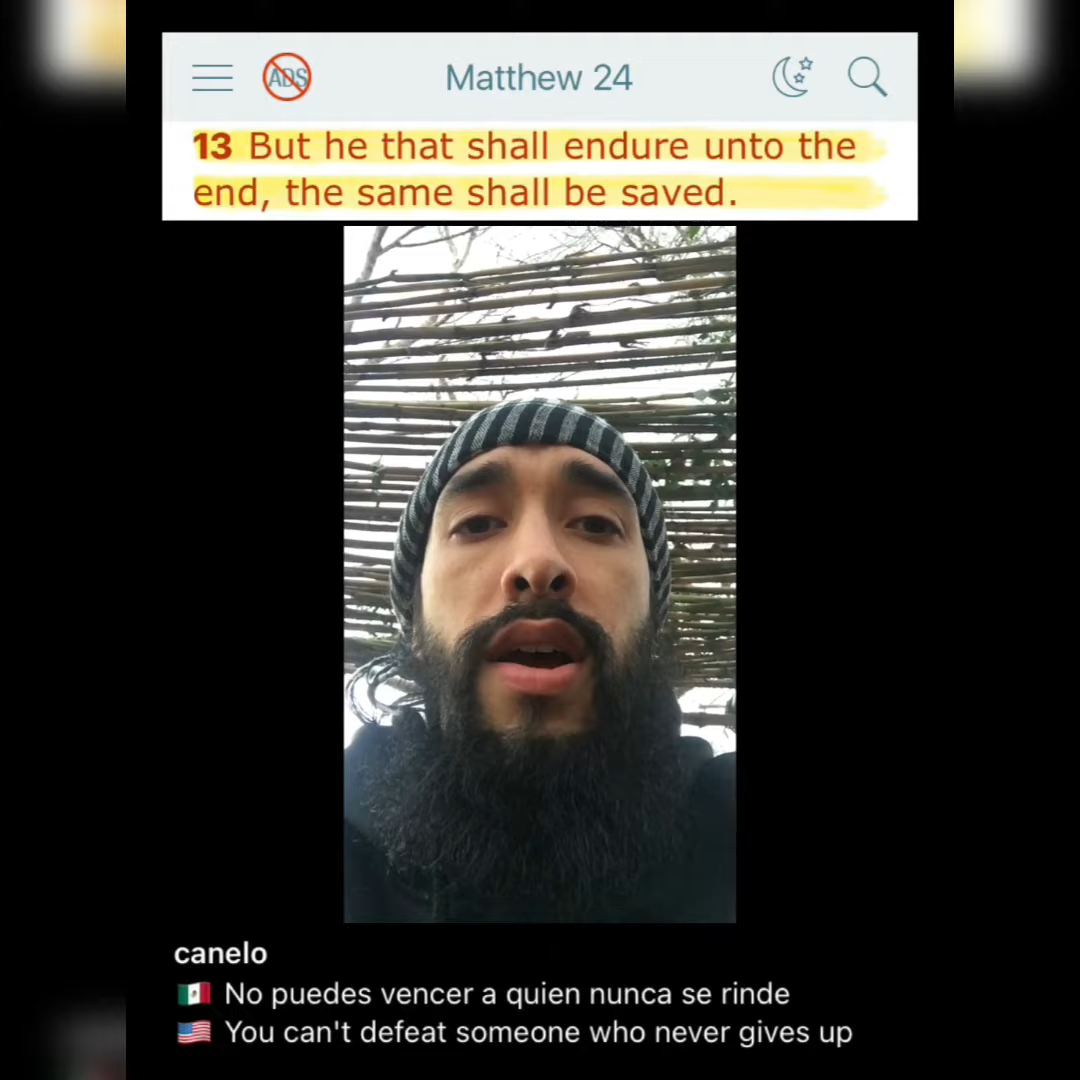 ADS
Matthew 24
13 But he that shall endure unto the
end, the same shall be saved.
canelo
🇲🇽 No puedes vencer a quien nunca se rinde
🇺🇸 You can't defeat someone who never gives up